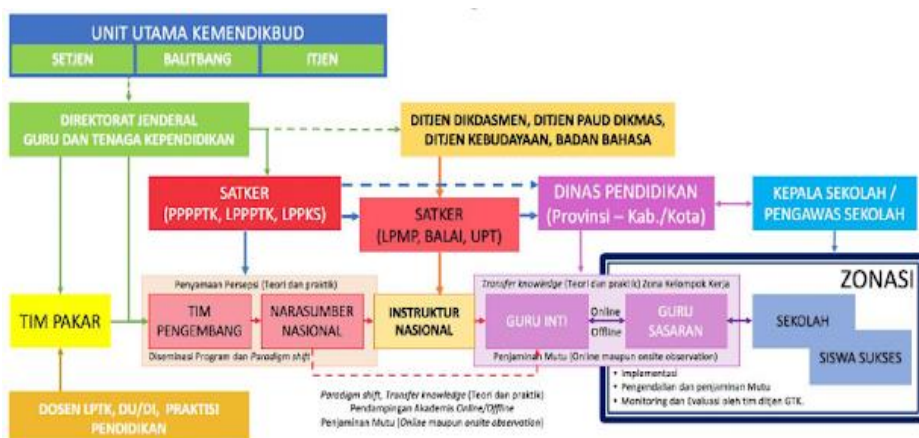 UNIT UTAMA KEMENDIKBUD
SETJEN
BALITBANG
ITJEN
DIREKTORAT JENDERAL
GURU DAN TENAGA KEPENDIDIKAN
DITJEN DIKDASMEN, DITJEN PAUD DIKMAS,
DITJEN KEBUDAYAAN, BADAN BAHASA
SATKER
(PPPPTK, LPPPTK, LPPKS)
SATKER
(LPMP, BALAI, UPT)
DINAS PENDIDIKAN
(Provinsi – Kab./Kota)
KEPALA SEKOLAH /
PENGAWAS SEKOLAH
TIM PAKAR
Penyamaan Persepsi (Teori dan praktik)
TIM
PENGEMBANG
NARASUMBER
NASIONAL
Diseminasi Program dan Paradigm shift
INSTRUKTUR
NASIONAL
Transfer knowledge (Teori dan praktik) Zona Kelompok Kerja
GURU INTI
Online
Offline
GURU
SASARAN
Penjaminan Mutu (Online maupun onsite observation)
ZONASI
SEKOLAH
SISWA SUKSES
• Implementasi
• Pengendalian dan penjaminan Mutu
• Monitoring dan Evaluasi oleh tim ditjen GTK.
Paradigm shift, Transfer knowledge (Teori dan praktik)
Pendampingan Akademis Online/Offline
Penjaminan Mutu (Online maupun onsite observation)
DOSEN LPTK, DU/DI, PRAKTISI
PENDIDIKAN